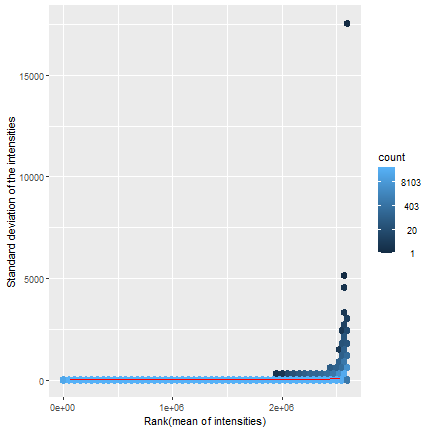 15000
10000
5000
0
Standard deviation of the intensities
0e+00
1e+06
2e+06
Rank(mean of intensities)
count
8103
403
20
1